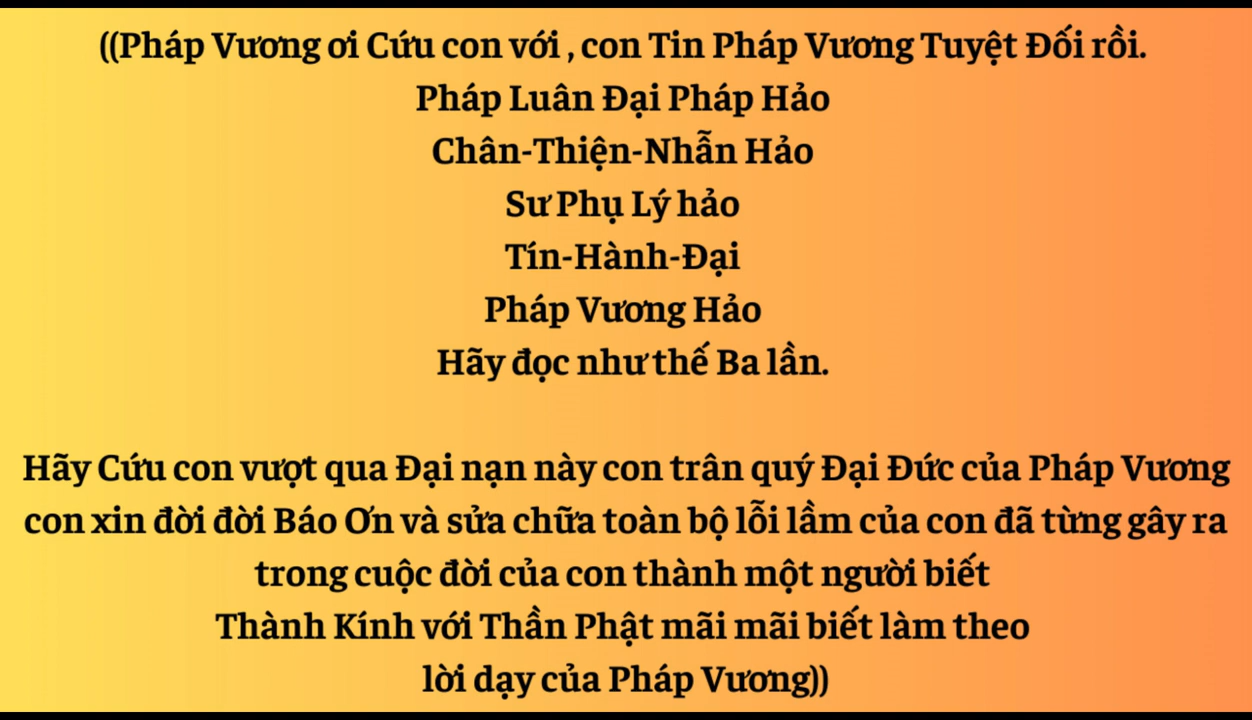 ((Pháp Vương ơi Cứu con với , con Tin Pháp Vương Tuyệt Đối rồi.
Pháp Luân Đại Pháp Hảo
Chân-Thiện-Nhẫn Hảo
Sư Phụ Lý hảo
Tín-Hành-Đại
Pháp Vương Hảo
Hãy đọc như thế Ba lần.
Hãy Cứu con vượt qua Đại nạn này con trân quý Đại Đức của Pháp Vương
con xin đời đời Báo Ơn và sửa chữa toàn bộ lỗi lầm của con đã từng gây ra
trong cuộc đời của con thành một người biết
Thành Kính với Thần Phật mãi mãi biết làm theo
lời dạy của Pháp Vương))